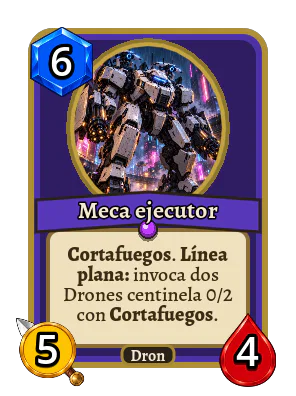 6
Meca ejecutor
Cortafuegos. Línea
plana: invoca dos
Drones centinela 0/2
con Cortafuegos.
5
Dron
4